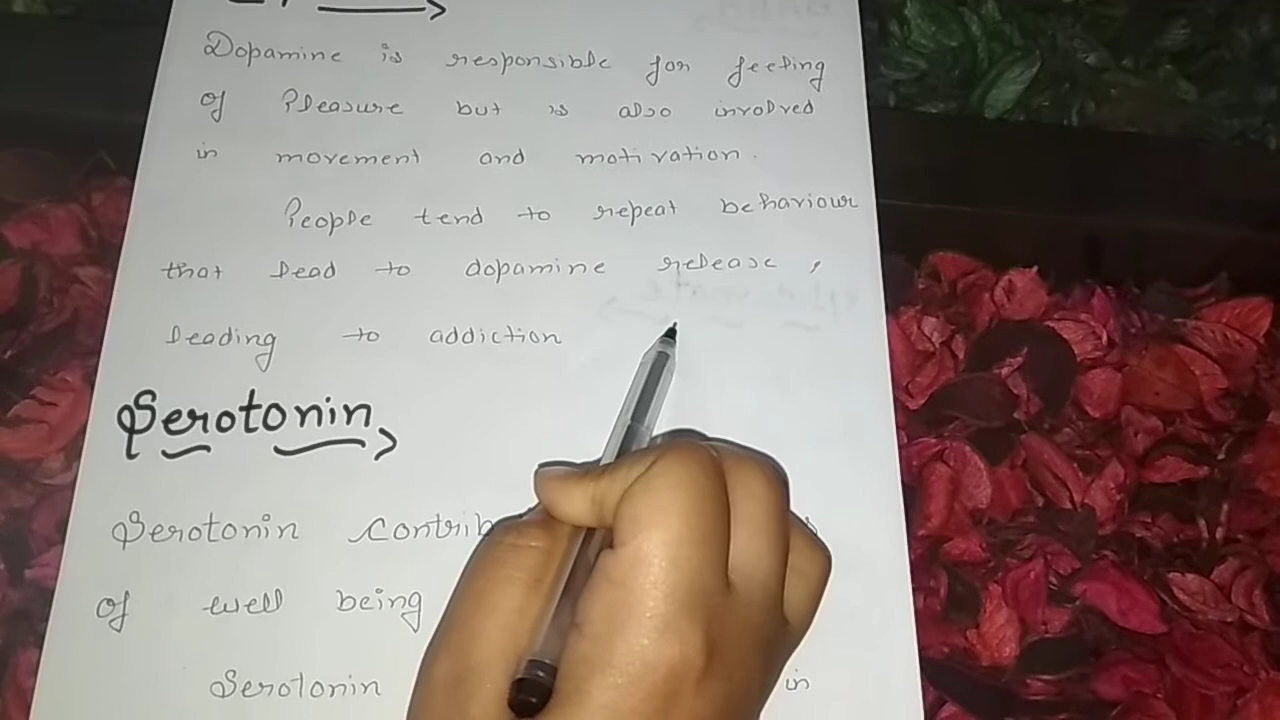 Dopamine is responsible for feeling
of Pleasure but is also involved
in movement and motivation.
People tend to repeat behaviour
that lead to dopamine release,
leading to addiction
Serotonin
Serotonin
of well being
Serotonin in